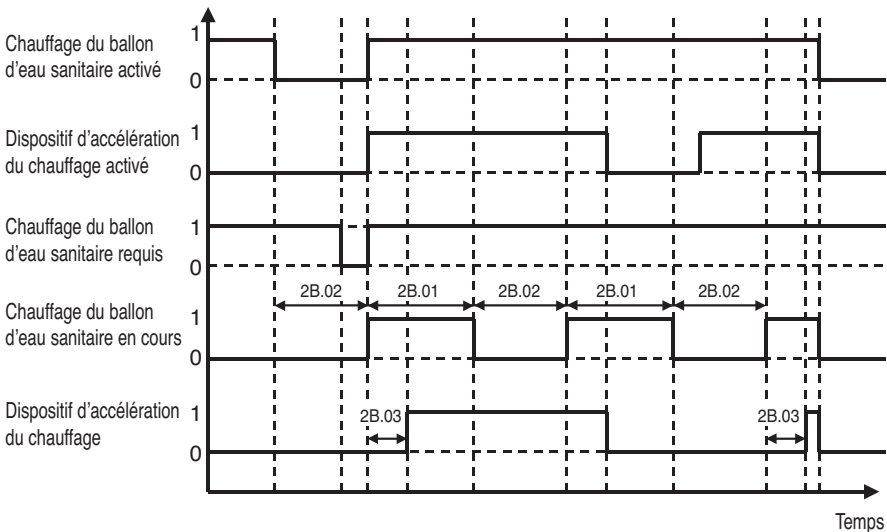 Chauffage du ballon
d'eau sanitaire activé
1
0
Dispositif d'accélération
du chauffage activé
1
0
Chauffage du ballon
d'eau sanitaire requis
1
0
2B.02 2B.01 2B.02 2B.01 2B.02
Chauffage du ballon
d'eau sanitaire en cours
1
0
Dispositif d'accélération
du chauffage
1
0
2B.03 2B.03
Temps